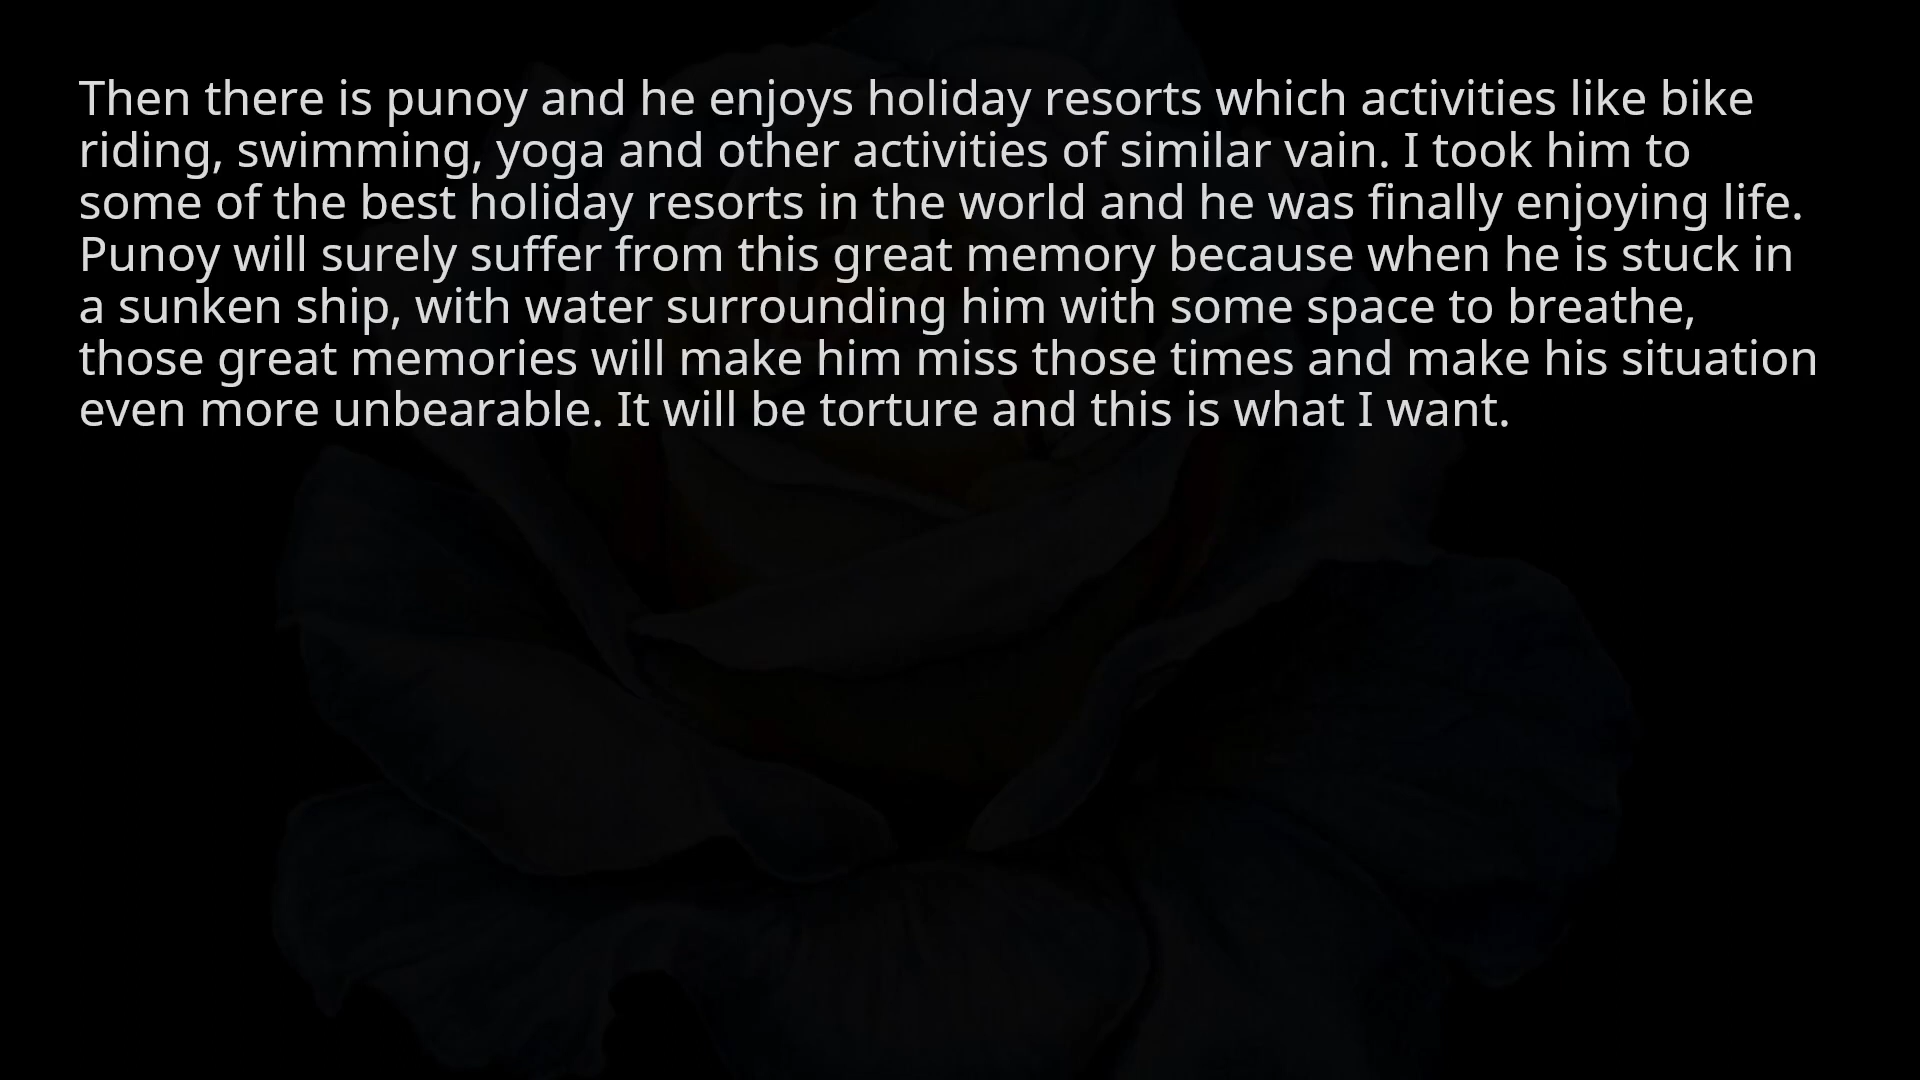 Then there is punoy and he enjoys holiday resorts which activities like bike
riding, swimming, yoga and other activities of similar vain. I took him to
some of the best holiday resorts in the world and he was finally enjoying life.
Punoy will surely suffer from this great memory because when he is stuck in
a sunken ship, with water surrounding him with some space to breathe,
those great memories will make him miss those times and make his situation
even more unbearable. It will be torture and this is what I want.